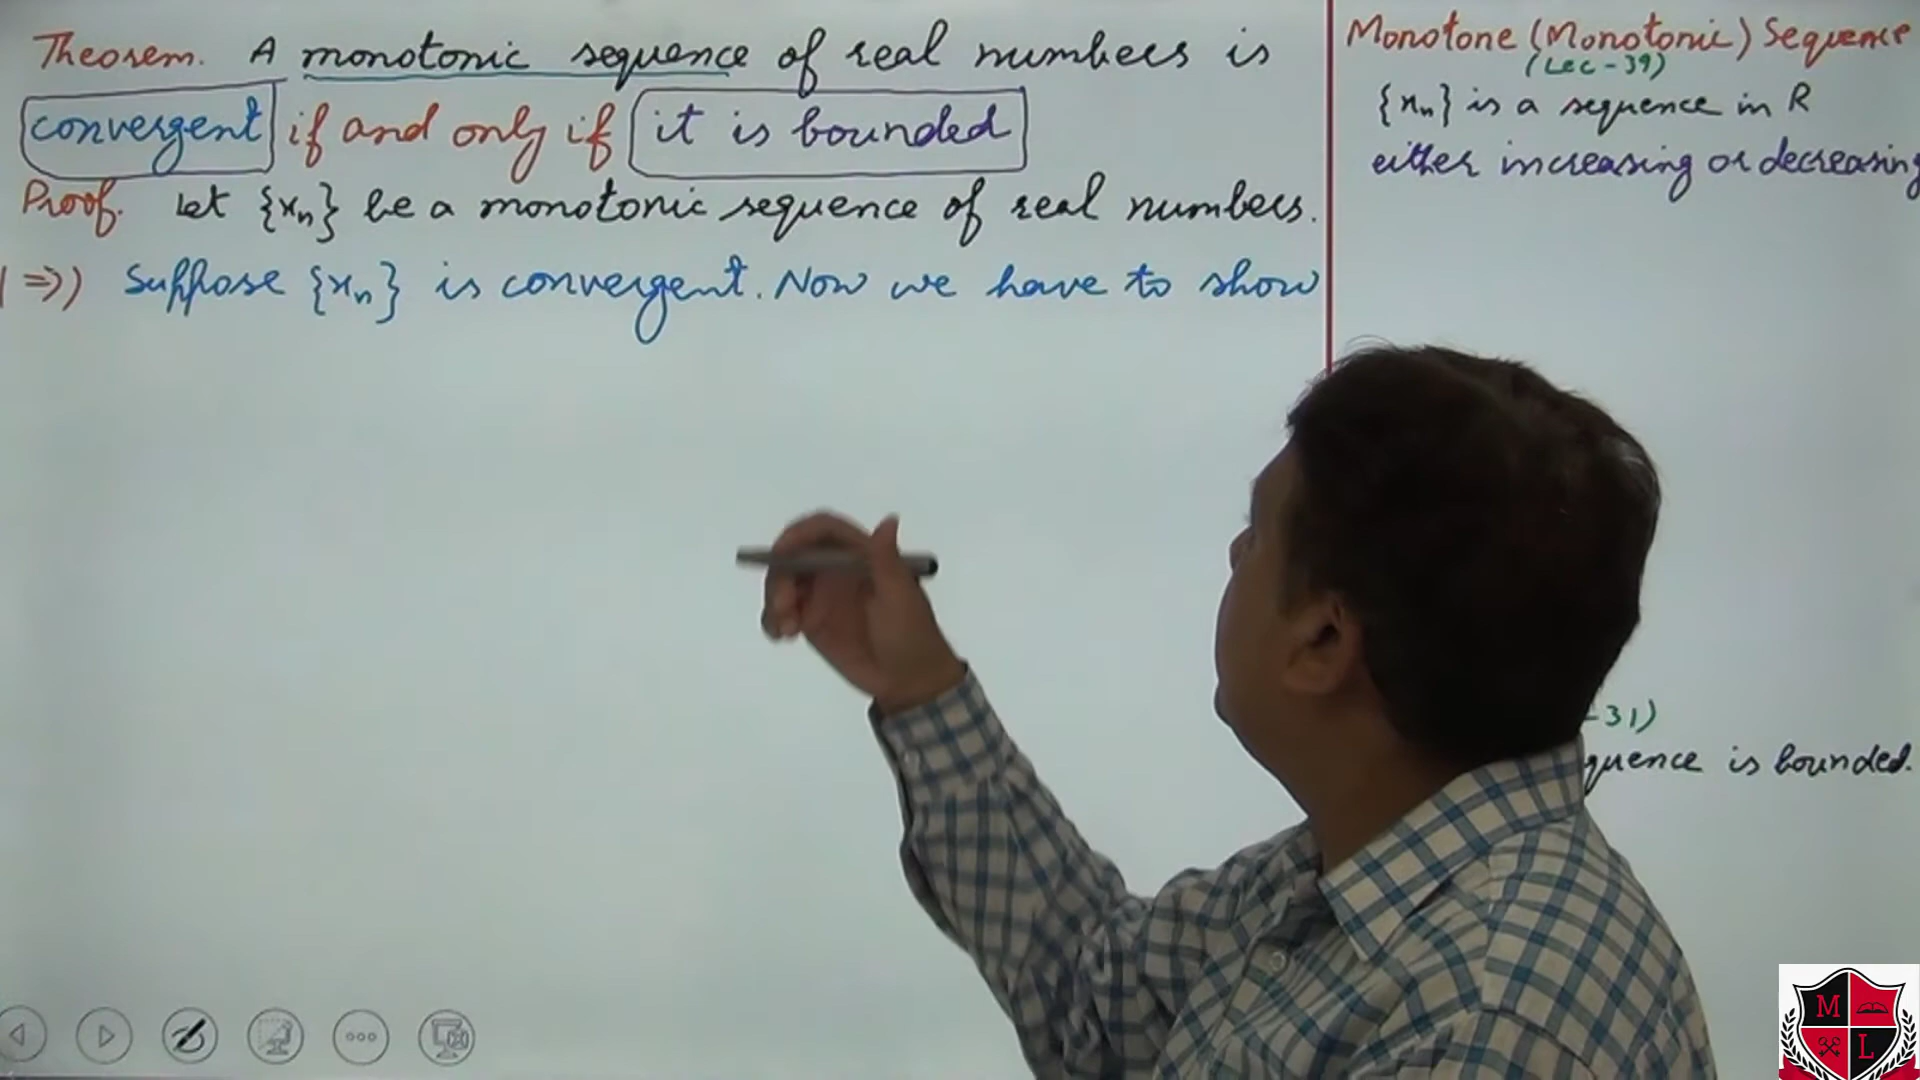 Theorem. A monotonic sequence of real numbers is
convergent if and only if it is bounded
Proof. Let {xn} be a monotonic sequence of real numbers.
(⇒) Suppose {xn} is convergent. Now we have to show
Monotone (Monotonic) Sequence
(Lec-39)
{xn} is a sequence in R
either increasing or decreasing
-31)
quence is bounded.
M
L